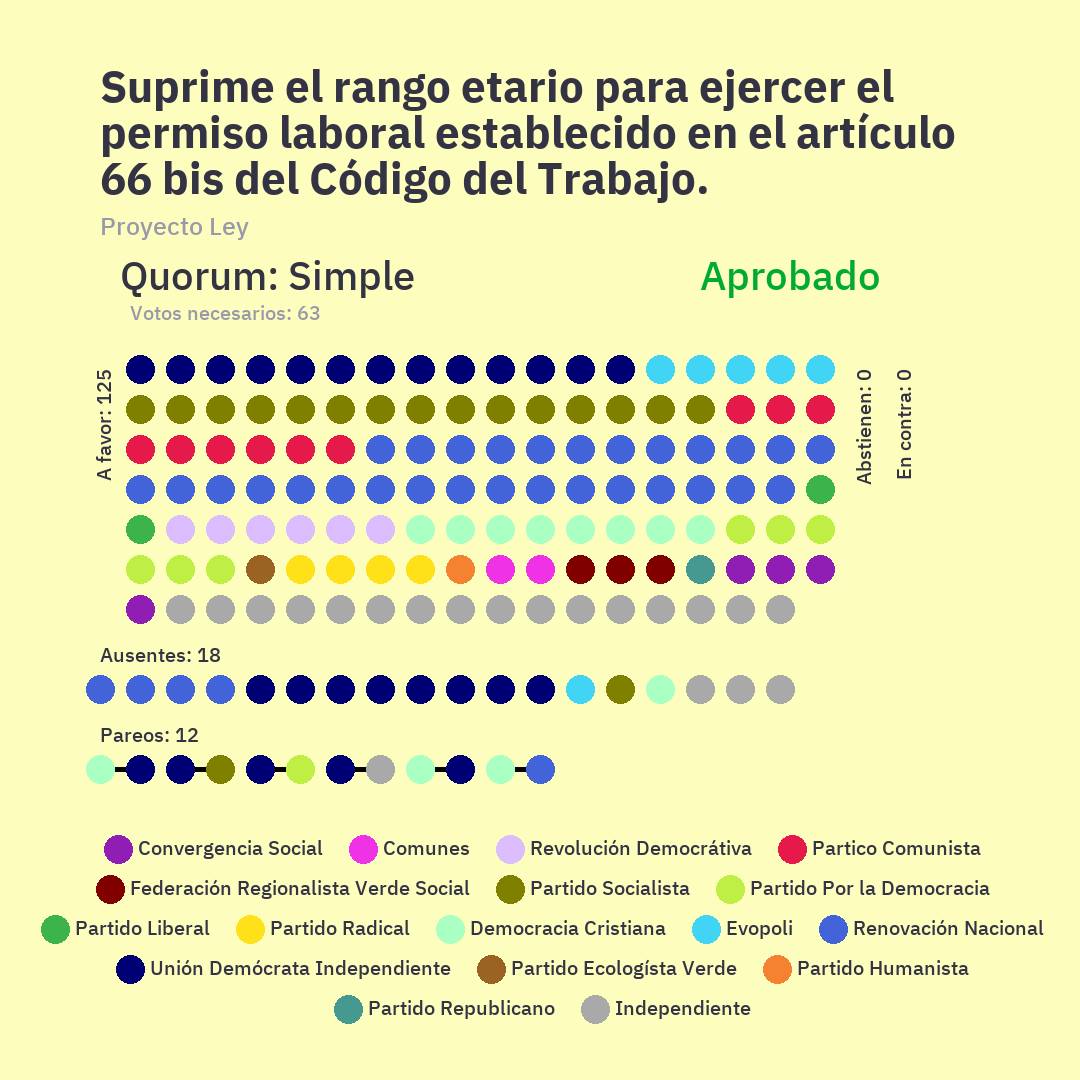 Suprime el rango etario para ejercer el
permiso laboral establecido en el artículo
66 bis del Código del Trabajo.
Proyecto Ley
Quorum: Simple
Aprobado
Votos necesarios: 63
A favor: 125
Abstienen: 0
En contra: 0
Ausentes: 18
Pareos: 12
Convergencia Social
Comunes
Revolución Demócrátiva
Partico Comunista
Federación Regionalista Verde Social
Partido Socialista
Partido Por la Democracia
Partido Liberal
Partido Radical
Democracia Cristiana
Evopoli
Renovación Nacional
Unión Demócrata Independiente
Partido Ecologísta Verde
Partido Humanista
Partido Republicano
Independiente